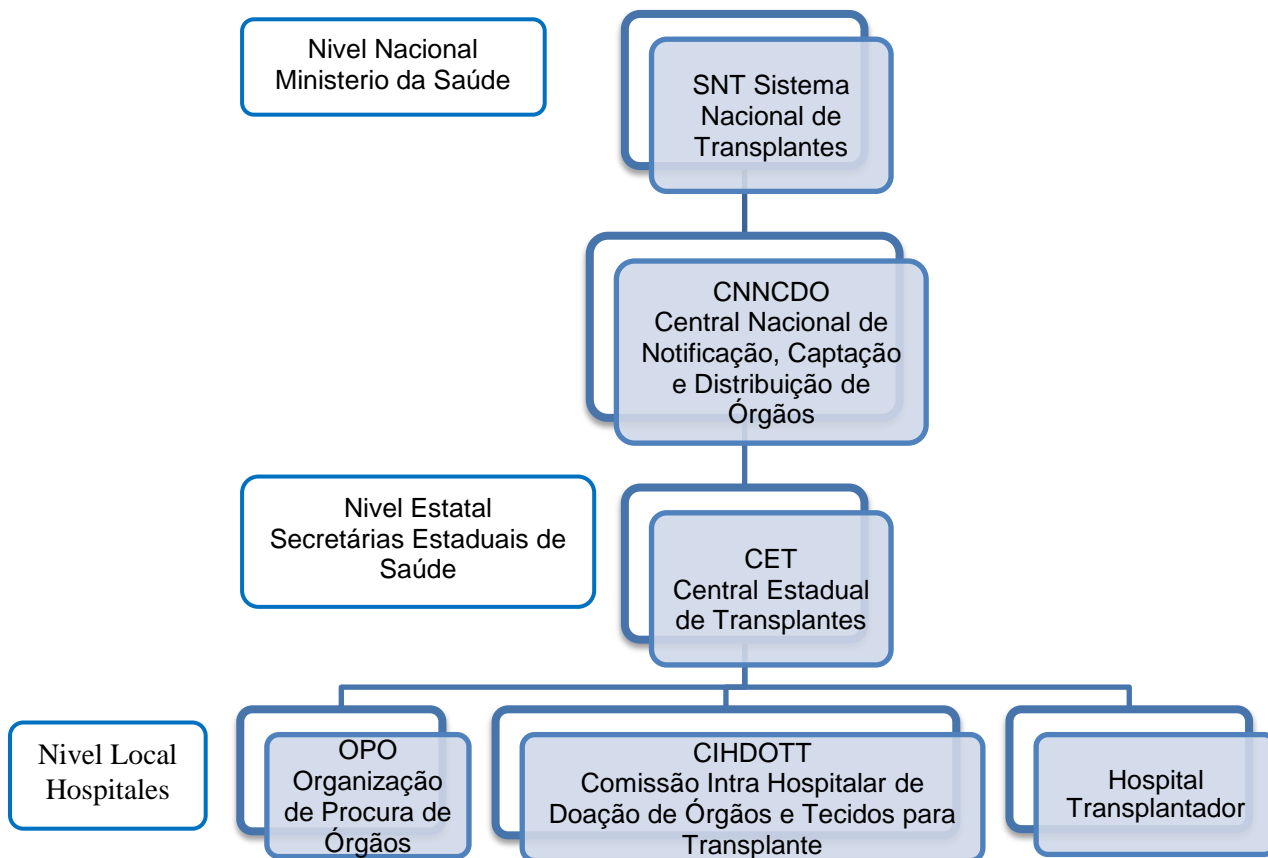 Nivel Nacional
Ministerio da Saúde
SNT Sistema
Nacional de
Transplantes
CNNCDO
Central Nacional de
Notificação, Captação
e Distribuição de
Órgãos
Nivel Estatal
Secretárias Estaduais de
Saúde
CET
Central Estadual
de Transplantes
Nivel Local
Hospitales
OPO
Organização
de Procura de
Órgãos
CIHDOTT
Comissão Intra Hospitalar de
Doação de Órgãos e Tecidos para
Transplante
Hospital
Transplantador